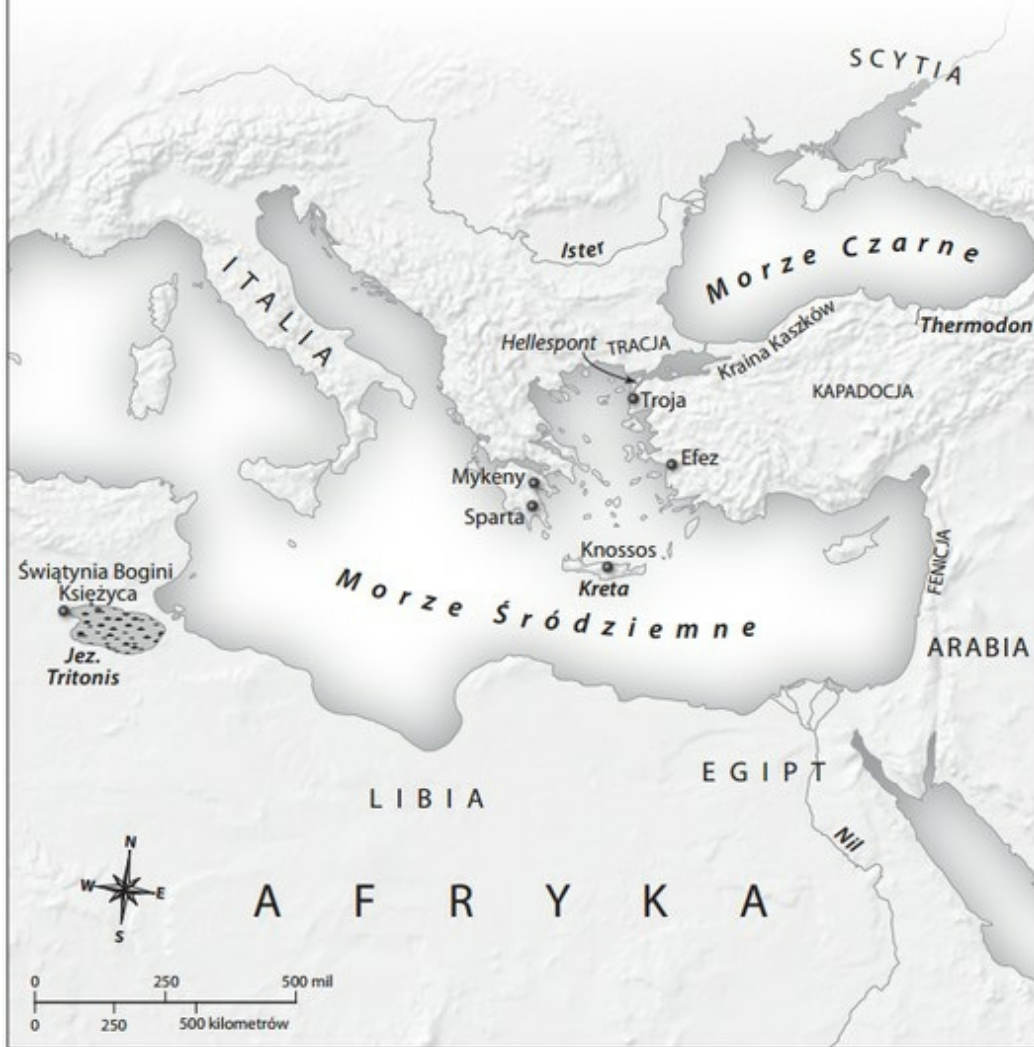 SCYTIA
Morze Czarne
Ister
ITALIA
Thermodon
Hellespont
TRACJA
Kraina Kaszków
KAPADOCJA
Troja
Efez
Mykeny
Sparta
Knossos
Kreta
FENICJA
Świątynia Bogini
Księżyca
Morze Śródziemne
Jez.
Tritonis
ARABIA
EGIPT
LIBIA
Nil
N
W E
S
AFRYKA
0 250 500 mil
0 250 500 kilometrów